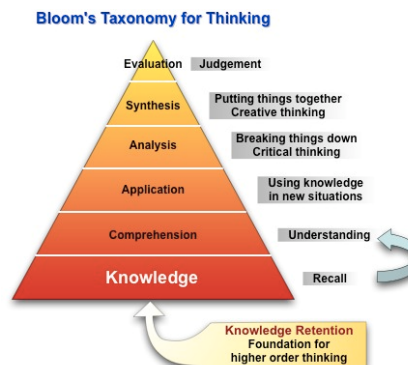 Bloom's Taxonomy for Thinking
Evaluation
Judgement
Synthesis
Putting things together
Creative thinking
Analysis
Breaking things down
Critical thinking
Application
Using knowledge
in new situations
Comprehension
Understanding
Knowledge
Recall
Knowledge Retention
Foundation for
higher order thinking